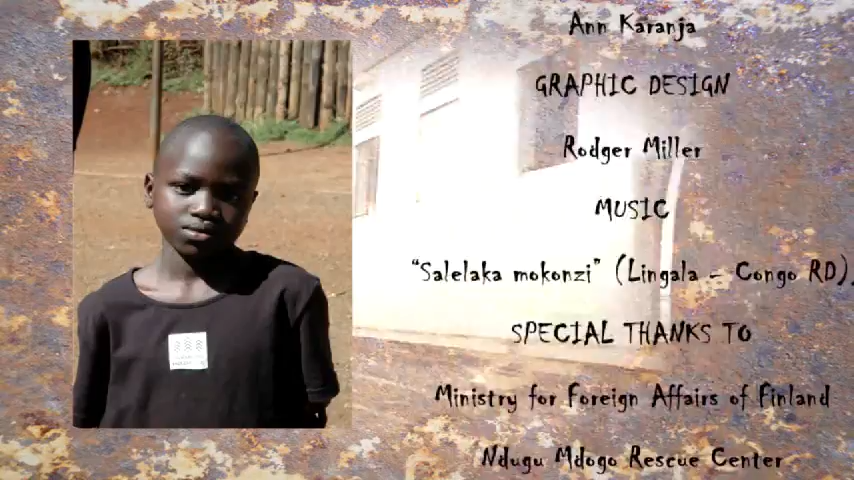 Ann Karanja
GRAPHIC DESIGN
Rodger Miller
MUSIC
"Salelaka mokonzi" (Lingala - Congo RD),
SPECIAL THANKS TO
Ministry for Foreign Affairs of Finland
Ndugu Mdogo Rescue Center